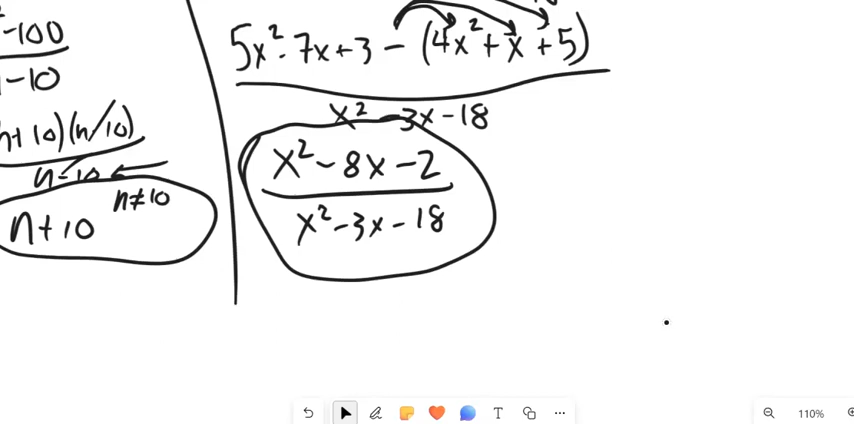 -100
-10
n+10)(n/10)
n-10
n≠10
n+10
5x²-7x+3-(4x²+x+5)
x²-3x-18
x²-8x-2
x²-3x-18
T
110%